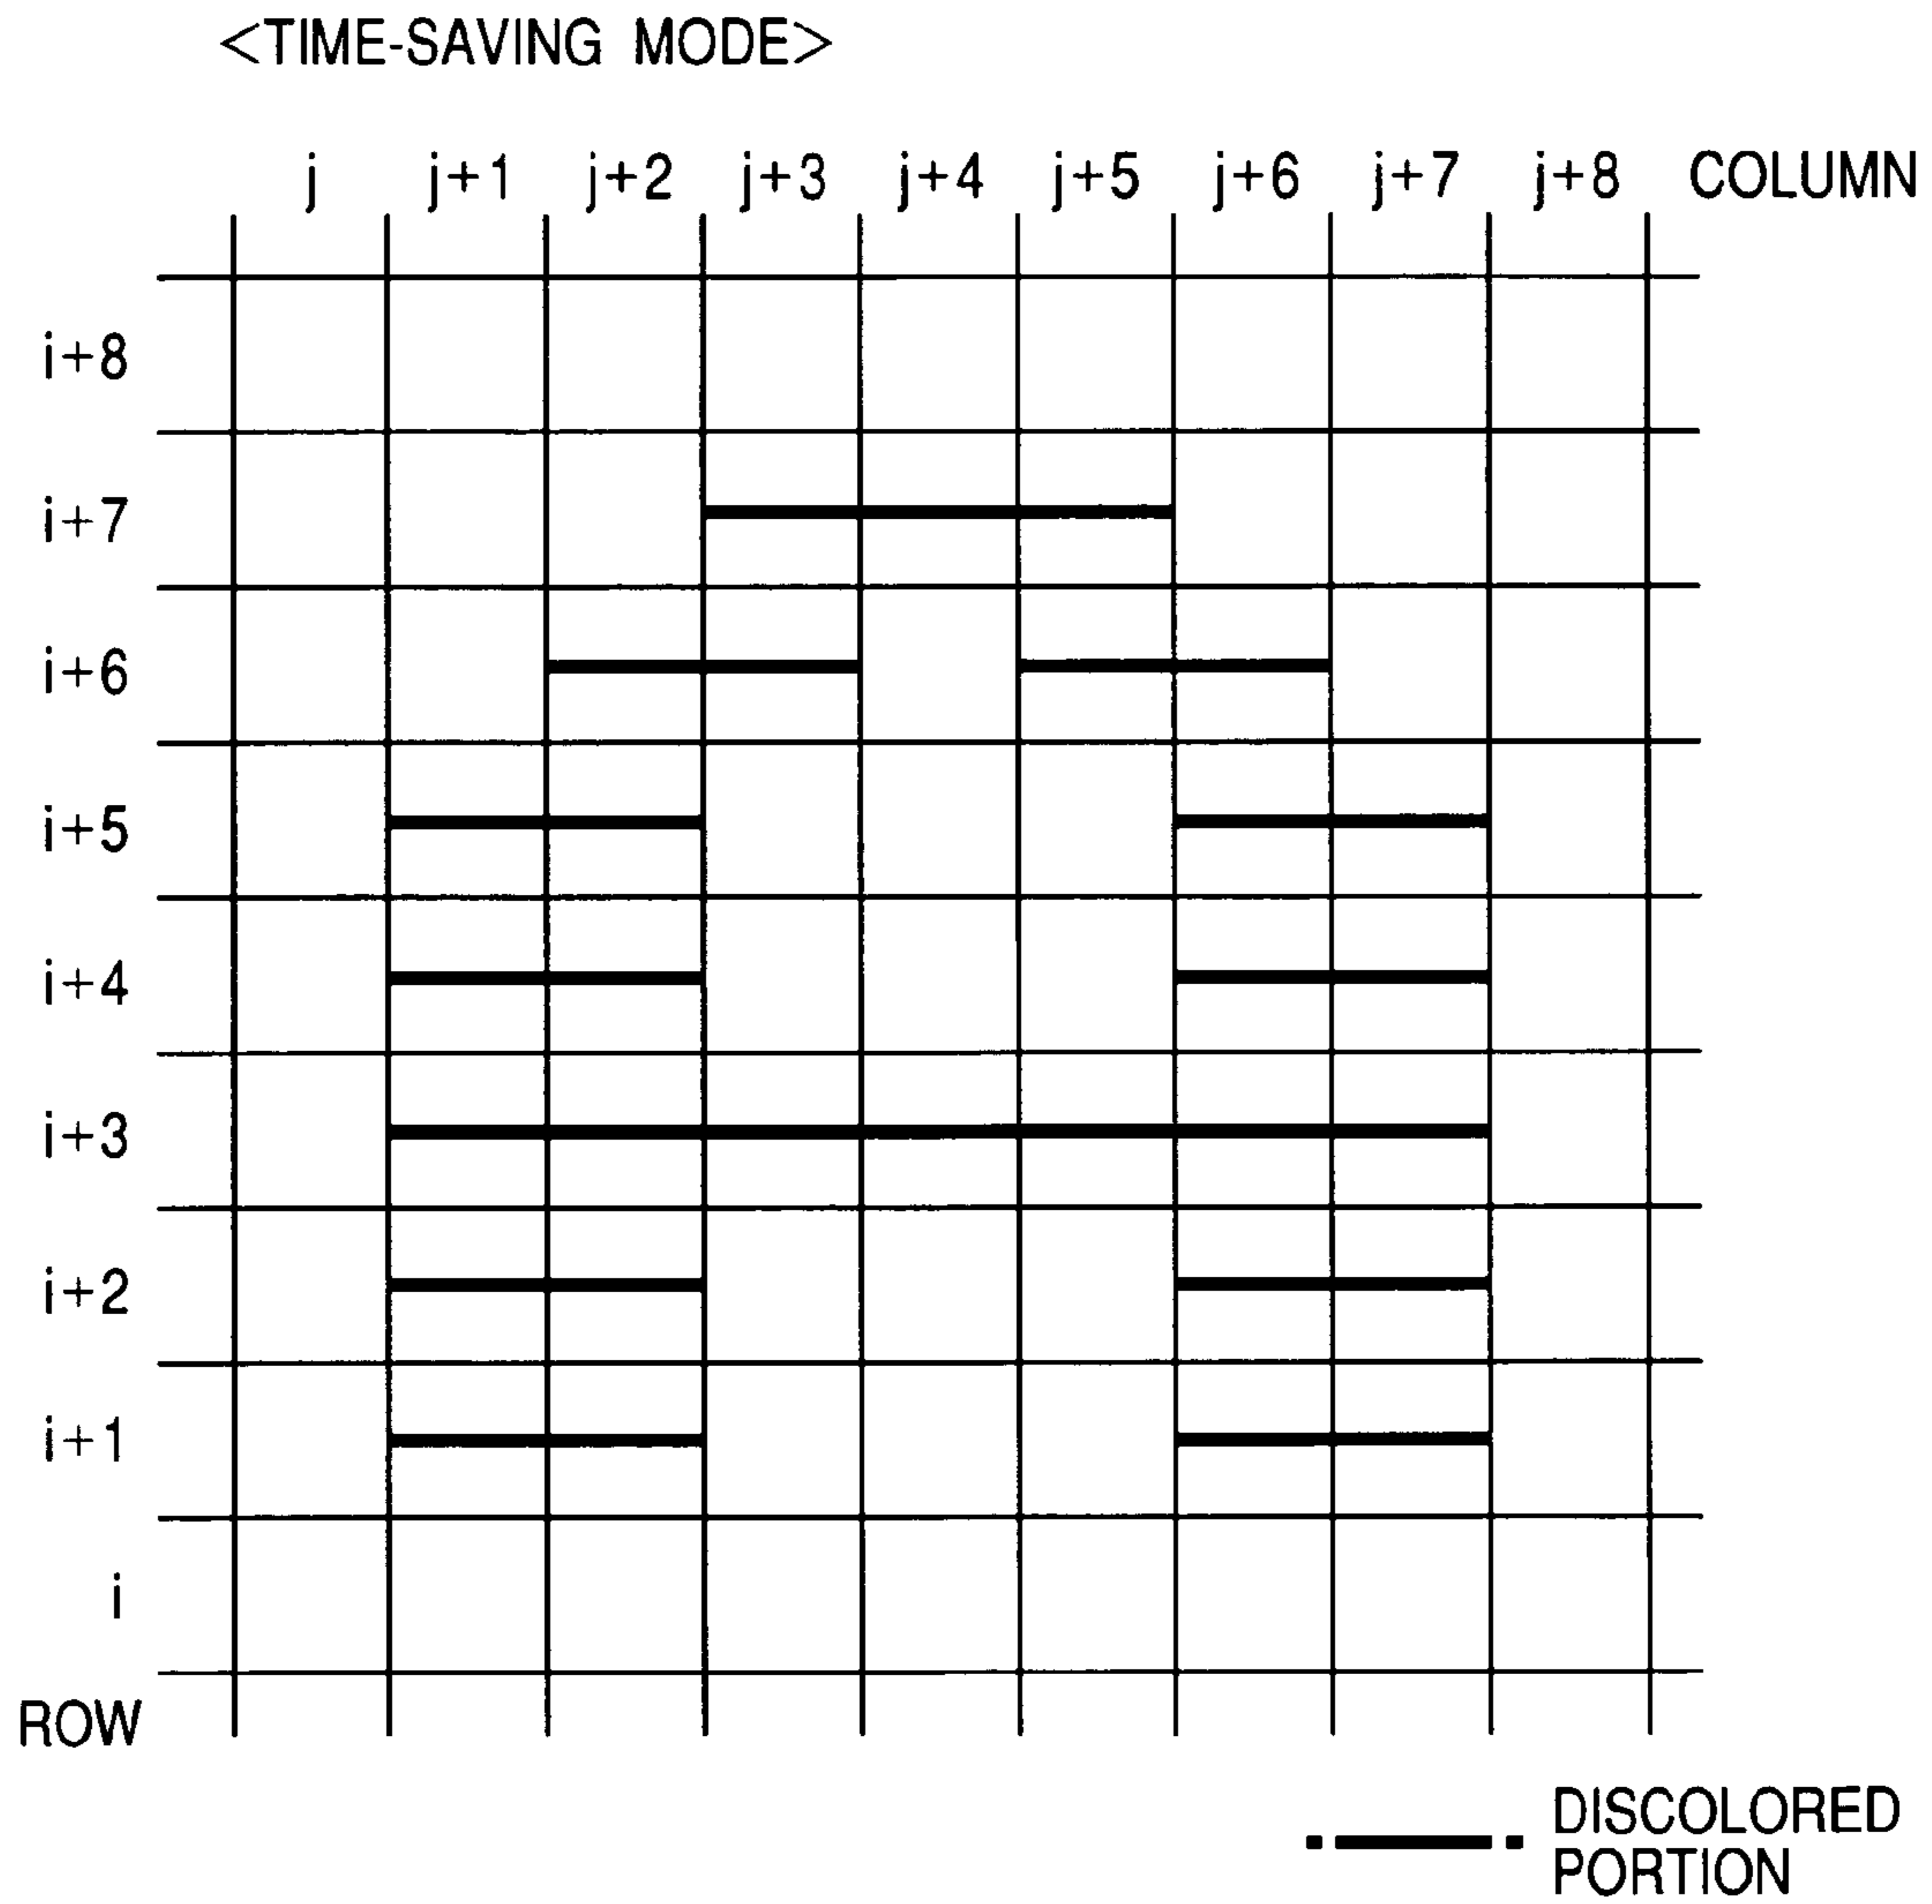 <TIME-SAVING MODE>
j j+1 j+2 j+3 j+4 j+5 j+6 j+7 j+8 COLUMN
i+8
i+7
i+6
i+5
i+4
i+3
i+2
i+1
i
ROW
DISCOLORED
PORTION